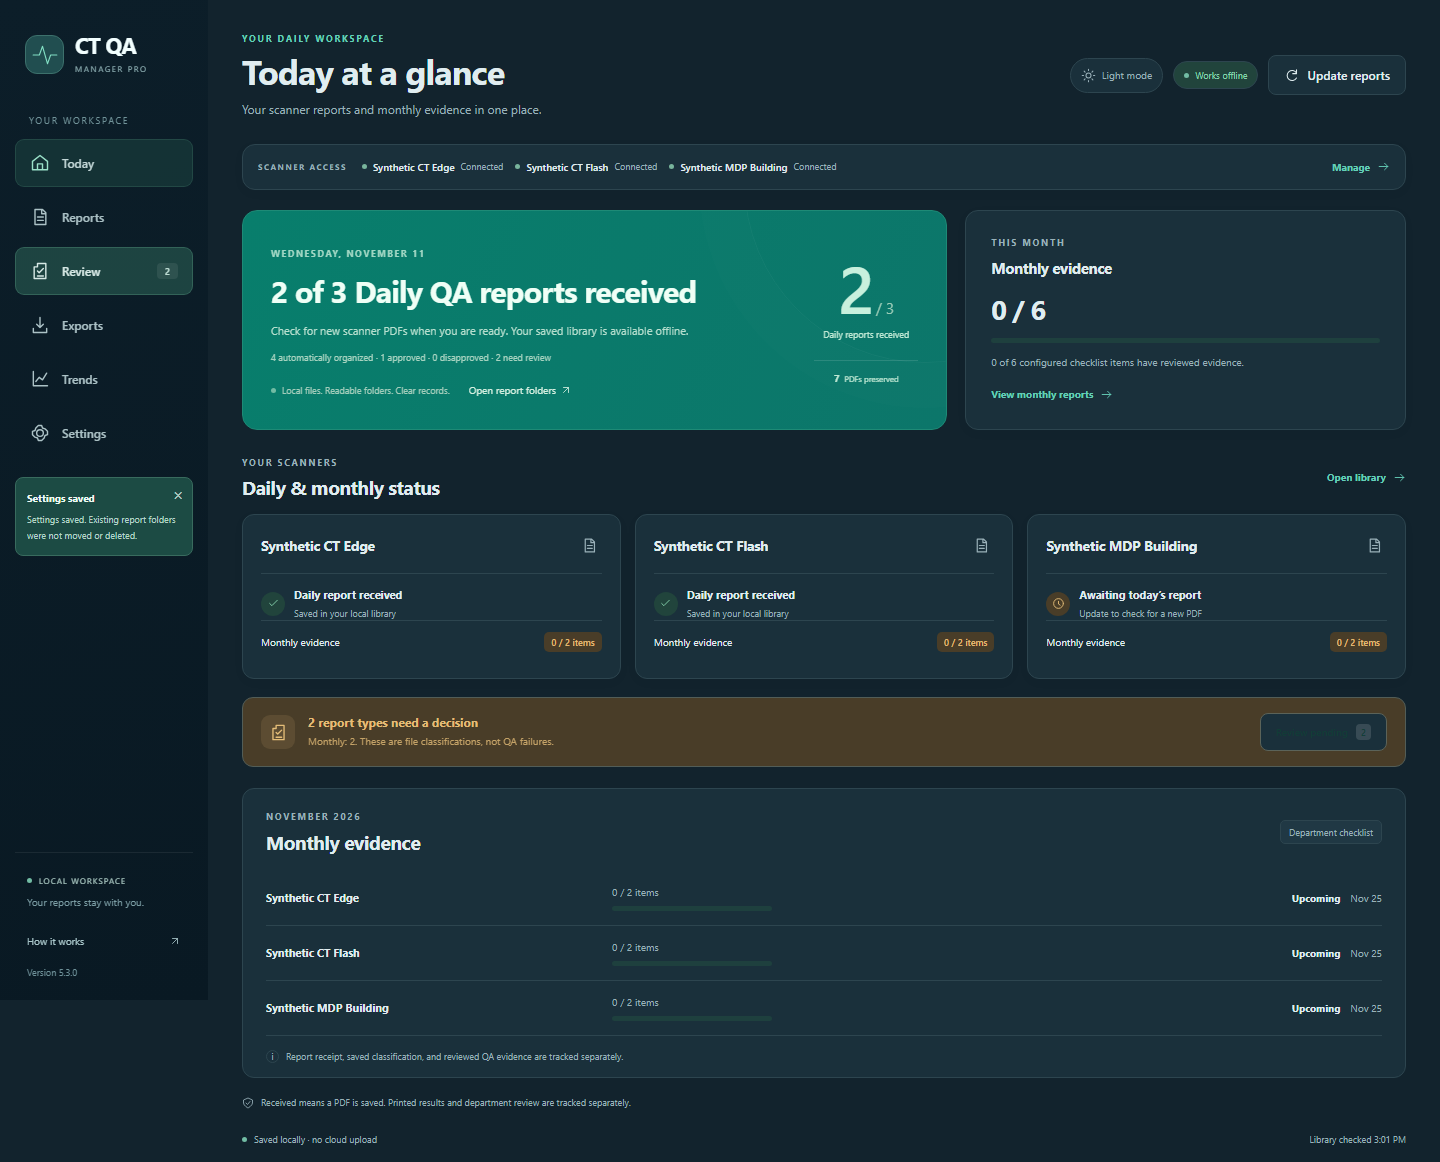 CT QA
MANAGER PRO
YOUR WORKSPACE
Today
Reports
Review 2
Exports
Trends
Settings
Settings saved
Settings saved. Existing report folders
were not moved or deleted.
LOCAL WORKSPACE
Your reports stay with you.
How it works
Version 5.3.0
YOUR DAILY WORKSPACE
Today at a glance
Your scanner reports and monthly evidence in one place.
Light mode
Works offline
Update reports
SCANNER ACCESS Synthetic CT Edge Connected Synthetic CT Flash Connected Synthetic MDP Building Connected Manage
WEDNESDAY, NOVEMBER 11
2 of 3 Daily QA reports received
Check for new scanner PDFs when you are ready. Your saved library is available offline.
4 automatically organized · 1 approved · 0 disapproved · 2 need review
Local files. Readable folders. Clear records. Open report folders
2 / 3
Daily reports received
7 PDFs preserved
THIS MONTH
Monthly evidence
0 / 6
0 of 6 configured checklist items have reviewed evidence.
View monthly reports
YOUR SCANNERS
Daily & monthly status
Open library
Synthetic CT Edge
Daily report received
Saved in your local library
Monthly evidence 0 / 2 items
Synthetic CT Flash
Daily report received
Saved in your local library
Monthly evidence 0 / 2 items
Synthetic MDP Building
Awaiting today's report
Update to check for a new PDF
Monthly evidence 0 / 2 items
2 report types need a decision
Monthly: 2. These are file classifications, not QA failures.
2
NOVEMBER 2026
Monthly evidence
Department checklist
Synthetic CT Edge 0 / 2 items Upcoming Nov 25
Synthetic CT Flash 0 / 2 items Upcoming Nov 25
Synthetic MDP Building 0 / 2 items Upcoming Nov 25
Report receipt, saved classification, and reviewed QA evidence are tracked separately.
Received means a PDF is saved. Printed results and department review are tracked separately.
Saved locally · no cloud upload
Library checked 3:01 PM